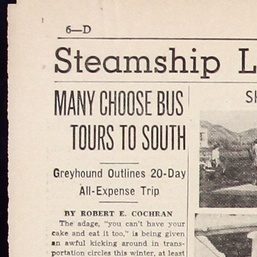 6—D
Steamship L
MANY CHOOSE BUS
TOURS TO SOUTH
Greyhound Outlines 20-Day
All-Expense Trip
BY ROBERT E. COCHRAN
The adage, "you can't have your
cake and eat it too," is being given
an awful kicking around in trans-
portation circles this winter, at least
S